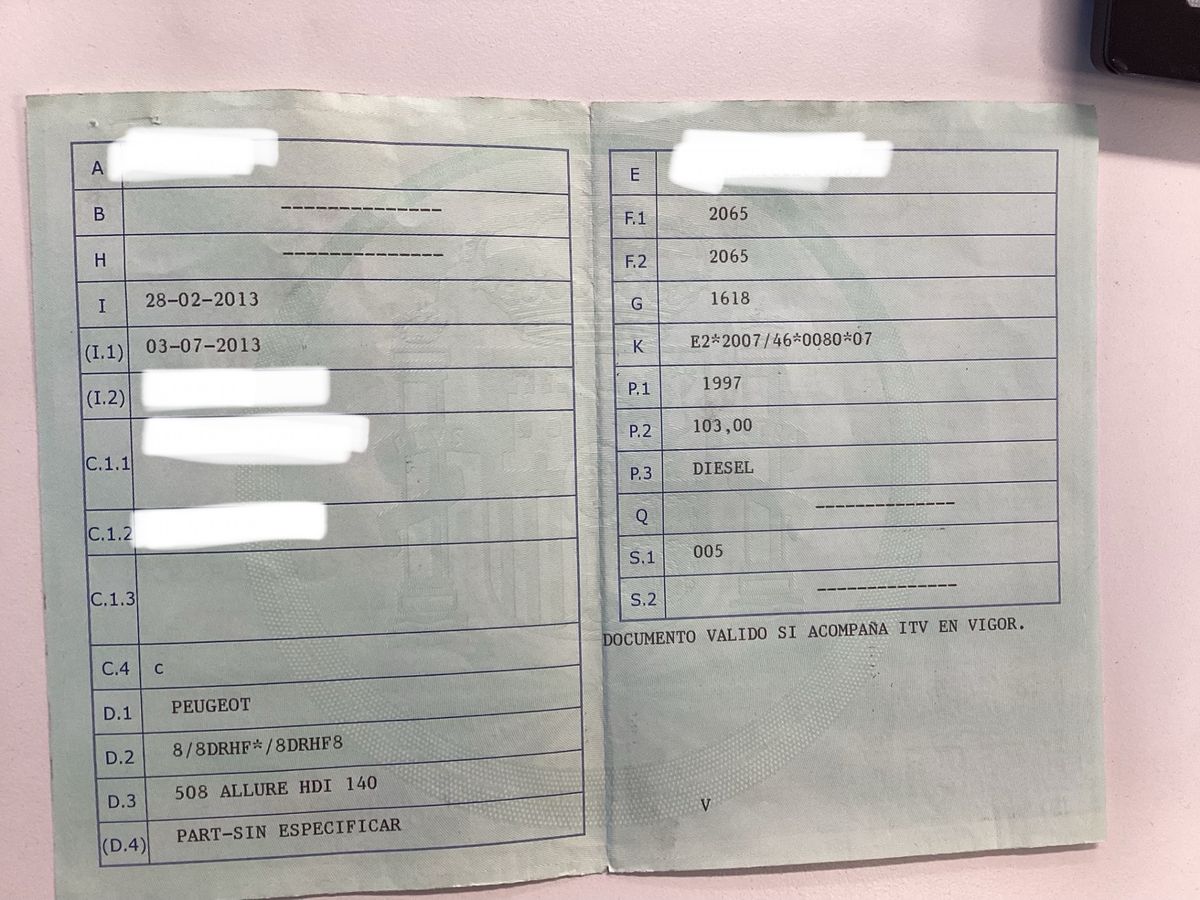 A
B --------------
H --------------
I 28-02-2013
(I.1) 03-07-2013
(I.2)
C.1.1
C.1.2
C.1.3
C.4 c
D.1 PEUGEOT
D.2 8/8DRHF*/8DRHF8
D.3 508 ALLURE HDI 140
(D.4) PART-SIN ESPECIFICAR
E
F.1 2065
F.2 2065
G 1618
K E2*2007/46*0080*07
P.1 1997
P.2 103,00
P.3 DIESEL
Q --------------
S.1 005
S.2 --------------
DOCUMENTO VALIDO SI ACOMPAÑA ITV EN VIGOR.
V